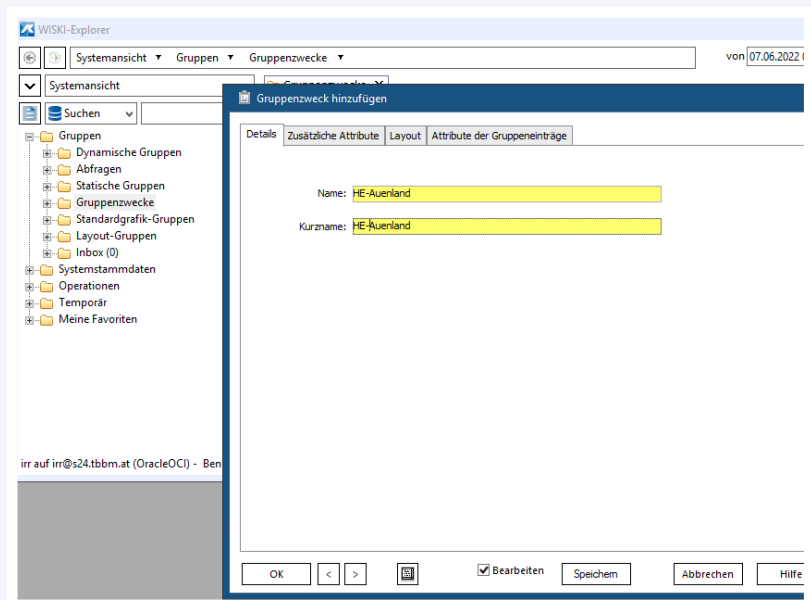 WISKI-Explorer
Systemansicht Gruppen Gruppenzwecke
von 07.06.2022
Systemansicht
Gruppenzwecke
Suchen
Gruppenzweck hinzufügen
Details Zusätzliche Attribute Layout Attribute der Gruppeneinträge
Gruppen
Dynamische Gruppen
Abfragen
Statische Gruppen
Gruppenzwecke
Standardgrafik-Gruppen
Layout-Gruppen
Inbox (0)
Systemstammdaten
Operationen
Temporär
Meine Favoriten
Name: HE-Auenland
Kurzname: HE-Auenland
irr auf irr@s24.tbbm.at (OracleOCI) - Ben
OK < > Bearbeiten Speichern Abbrechen Hilfe